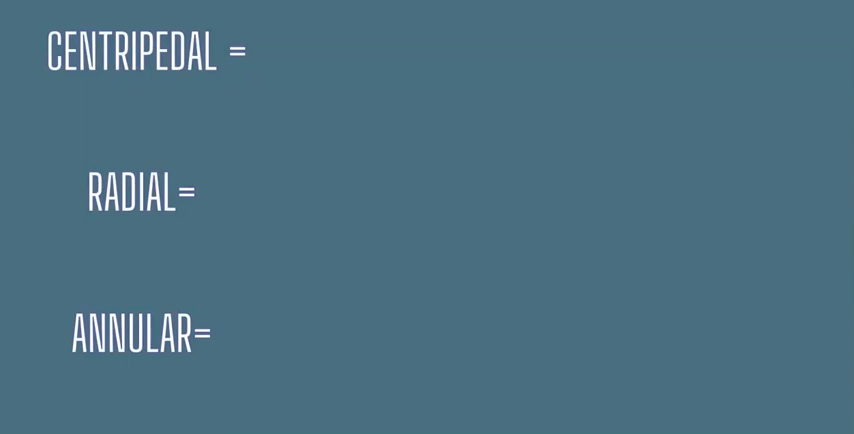 CENTRIPEDAL =
RADIAL=
ANNULAR=